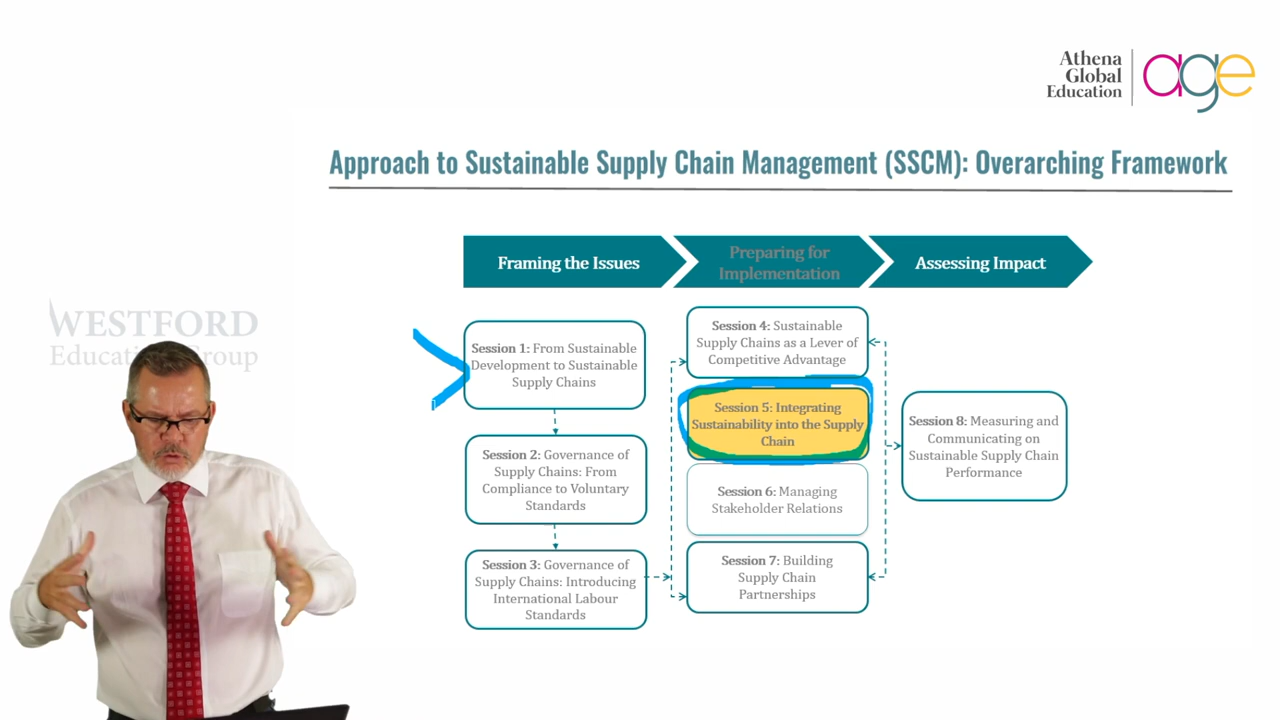 Athena
Global
Education
age
Approach to Sustainable Supply Chain Management (SSCM): Overarching Framework
Framing the Issues
Preparing for
Implementation
Assessing Impact
WESTFORD
Group
Session 1: From Sustainable
Development to Sustainable
Supply Chains
Session 2: Governance of
Supply Chains: From
Compliance to Voluntary
Standards
Session 3: Governance of
Supply Chains: Introducing
International Labour
Standards
Session 4: Sustainable
Supply Chains as a Lever of
Competitive Advantage
Session 5: Integrating
Sustainability into the Supply
Chain
Session 6: Managing
Stakeholder Relations
Session 7: Building
Supply Chain
Partnerships
Session 8: Measuring and
Communicating on
Sustainable Supply Chain
Performance